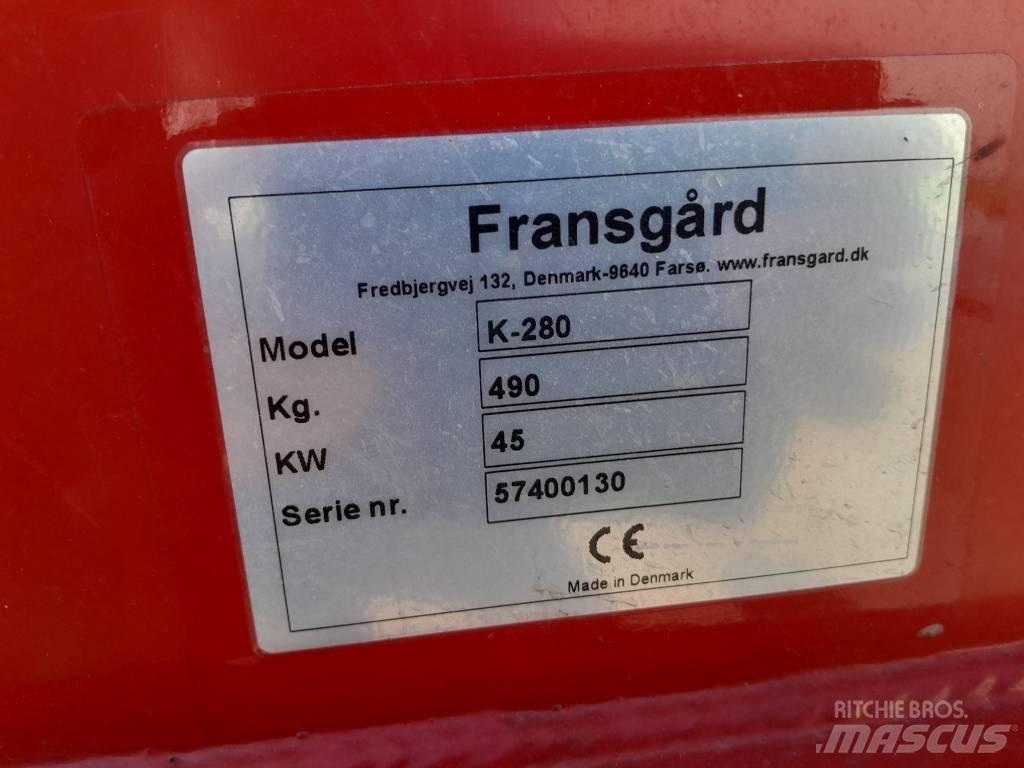 Fransgård
Fredbjergvej 132, Denmark-9640 Farsø. www.fransgard.dk
Model K-280
Kg. 490
KW 45
Serie nr. 57400130
CE
Made in Denmark
RITCHIE BROS.
MASCUS